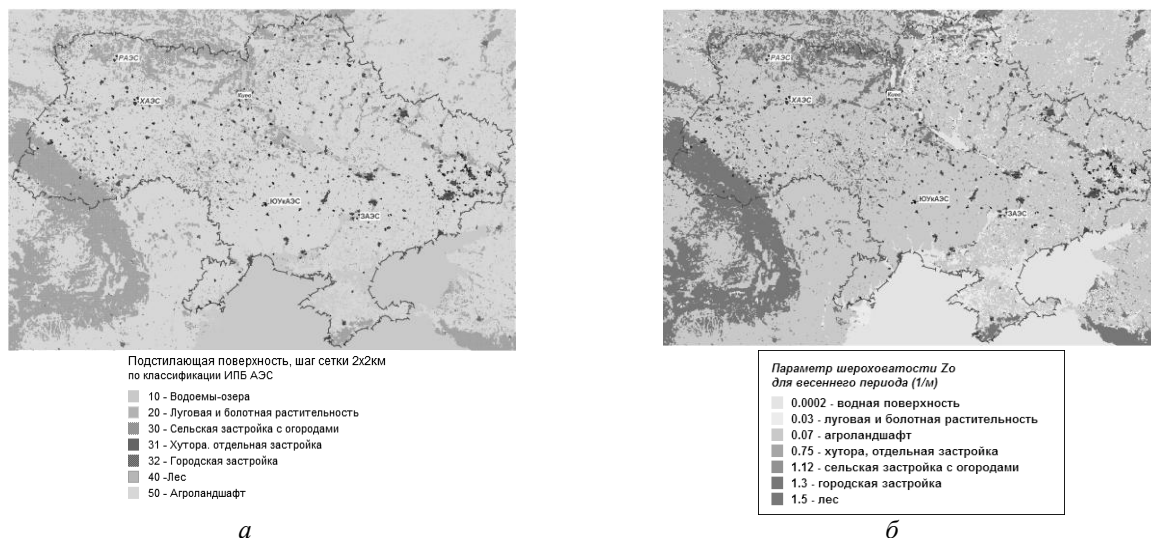 РАЭС
ХАЭС
Киев
ЮУкАЭС
ЗАЭС
Подстилающая поверхность, шаг сетки 2x2км
по классификации ИПБ АЭС
10 - Водоемы-озера
20 - Луговая и болотная растительность
30 - Сельская застройка с огородами
31 - Хутора. отдельная застройка
32 - Городская застройка
40 -Лес
50 - Агроландшафт
а
РАЭС
ХАЭС
Киев
ЮУкАЭС
ЗАЭС
Параметр шероховатости Zo
для весеннего периода (1/м)
0.0002 - водная поверхность
0.03 - луговая и болотная растительность
0.07 - агроландшафт
0.75 - хутора, отдельная застройка
1.12 - сельская застройка с огородами
1.3 - городская застройка
1.5 - лес
б